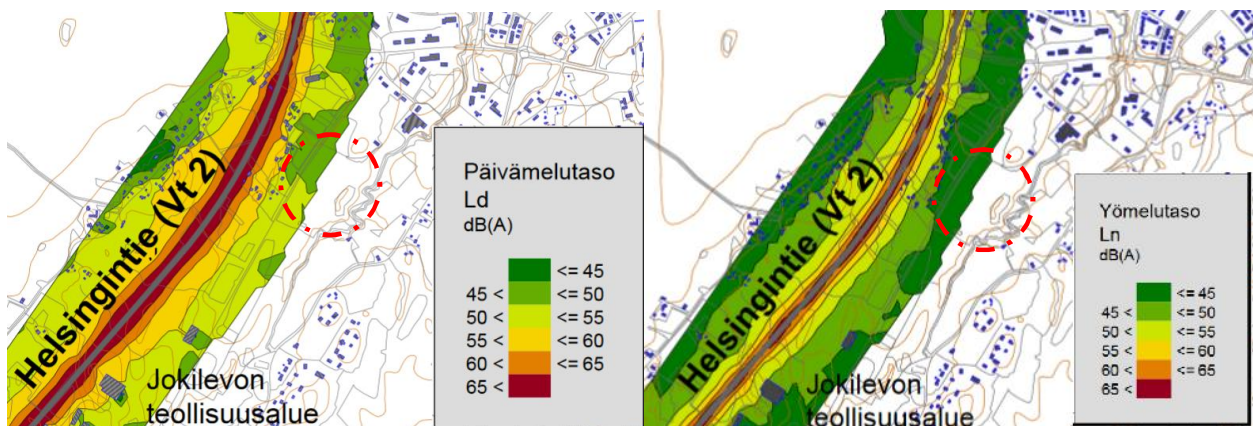 Helsingintie (Vt 2)
Jokilevon
teollisuusalue
Päivämelutaso
Ld
dB(A)
<= 45
45 < <= 50
50 < <= 55
55 < <= 60
60 < <= 65
65 <
Helsingintie (Vt 2)
Jokilevon
teollisuusalue
Yömelutaso
Ln
dB(A)
<= 45
45 < <= 50
50 < <= 55
55 < <= 60
60 < <= 65
65 <